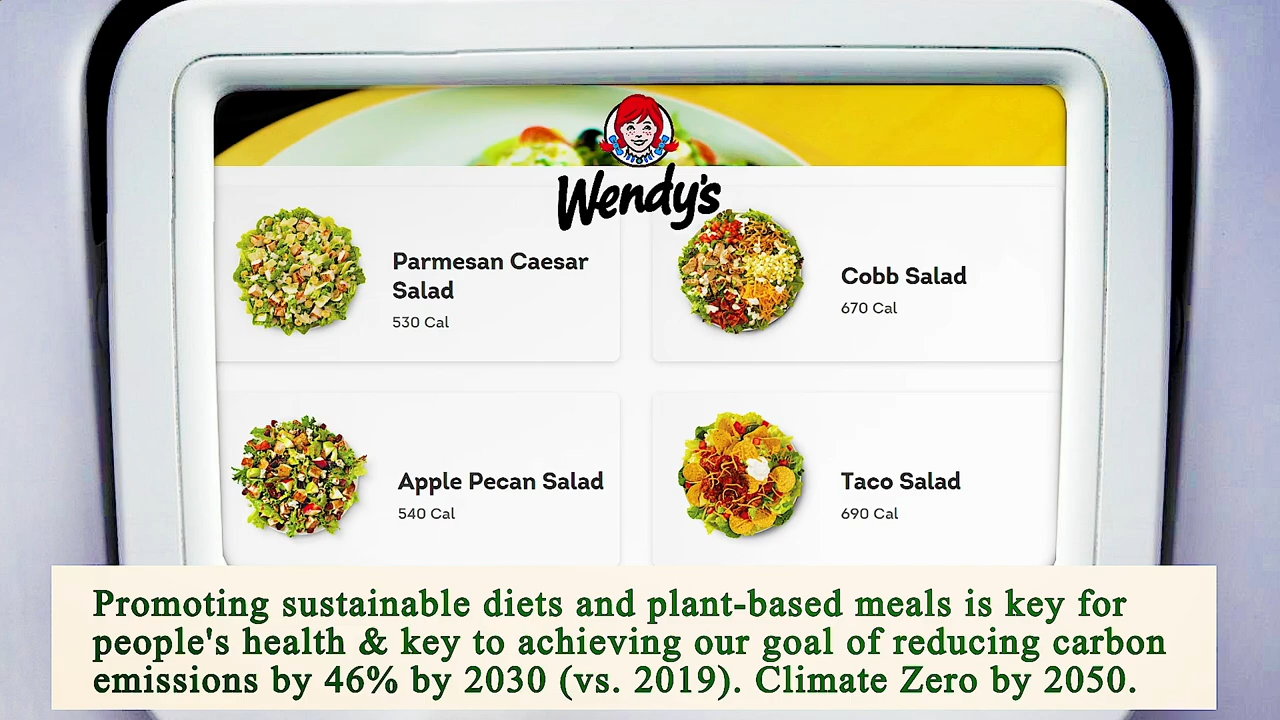 Wendy's
Parmesan Caesar
Salad
530 Cal
Cobb Salad
670 Cal
Apple Pecan Salad
540 Cal
Taco Salad
690 Cal
Promoting sustainable diets and plant-based meals is key for
people's health & key to achieving our goal of reducing carbon
emissions by 46% by 2030 (vs. 2019). Climate Zero by 2050.